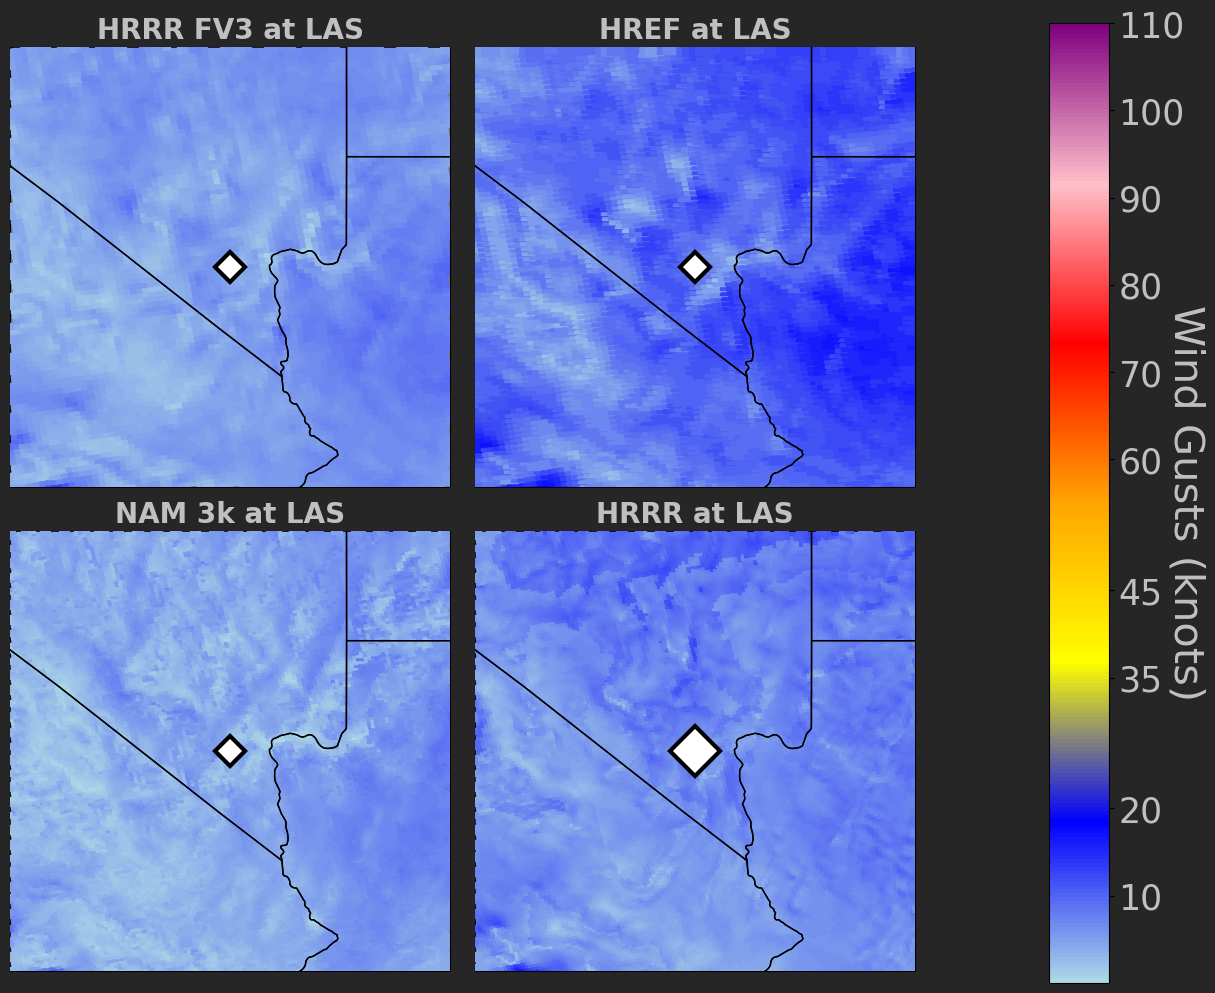 HRRR FV3 at LAS
HREF at LAS
NAM 3k at LAS
HRRR at LAS
110
100
90
80
70
60
45
35
20
10
Wind Gusts (knots)